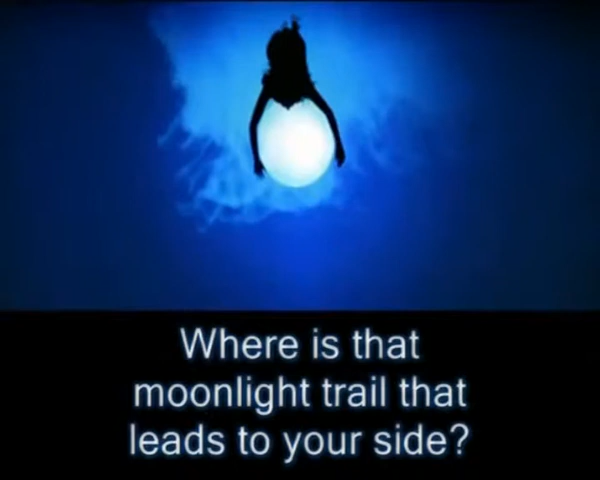 Where is that
moonlight trail that
leads to your side?